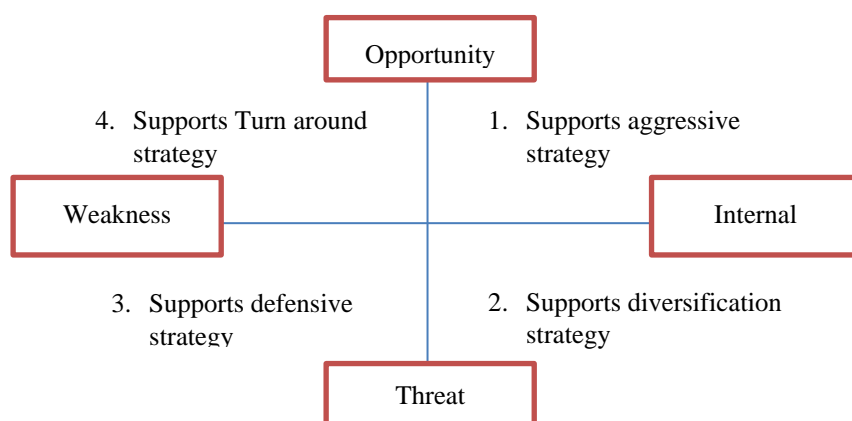 Opportunity
4. Supports Turn around
strategy
1. Supports aggressive
strategy
Weakness
Internal
3. Supports defensive
strategy
2. Supports diversification
strategy
Threat